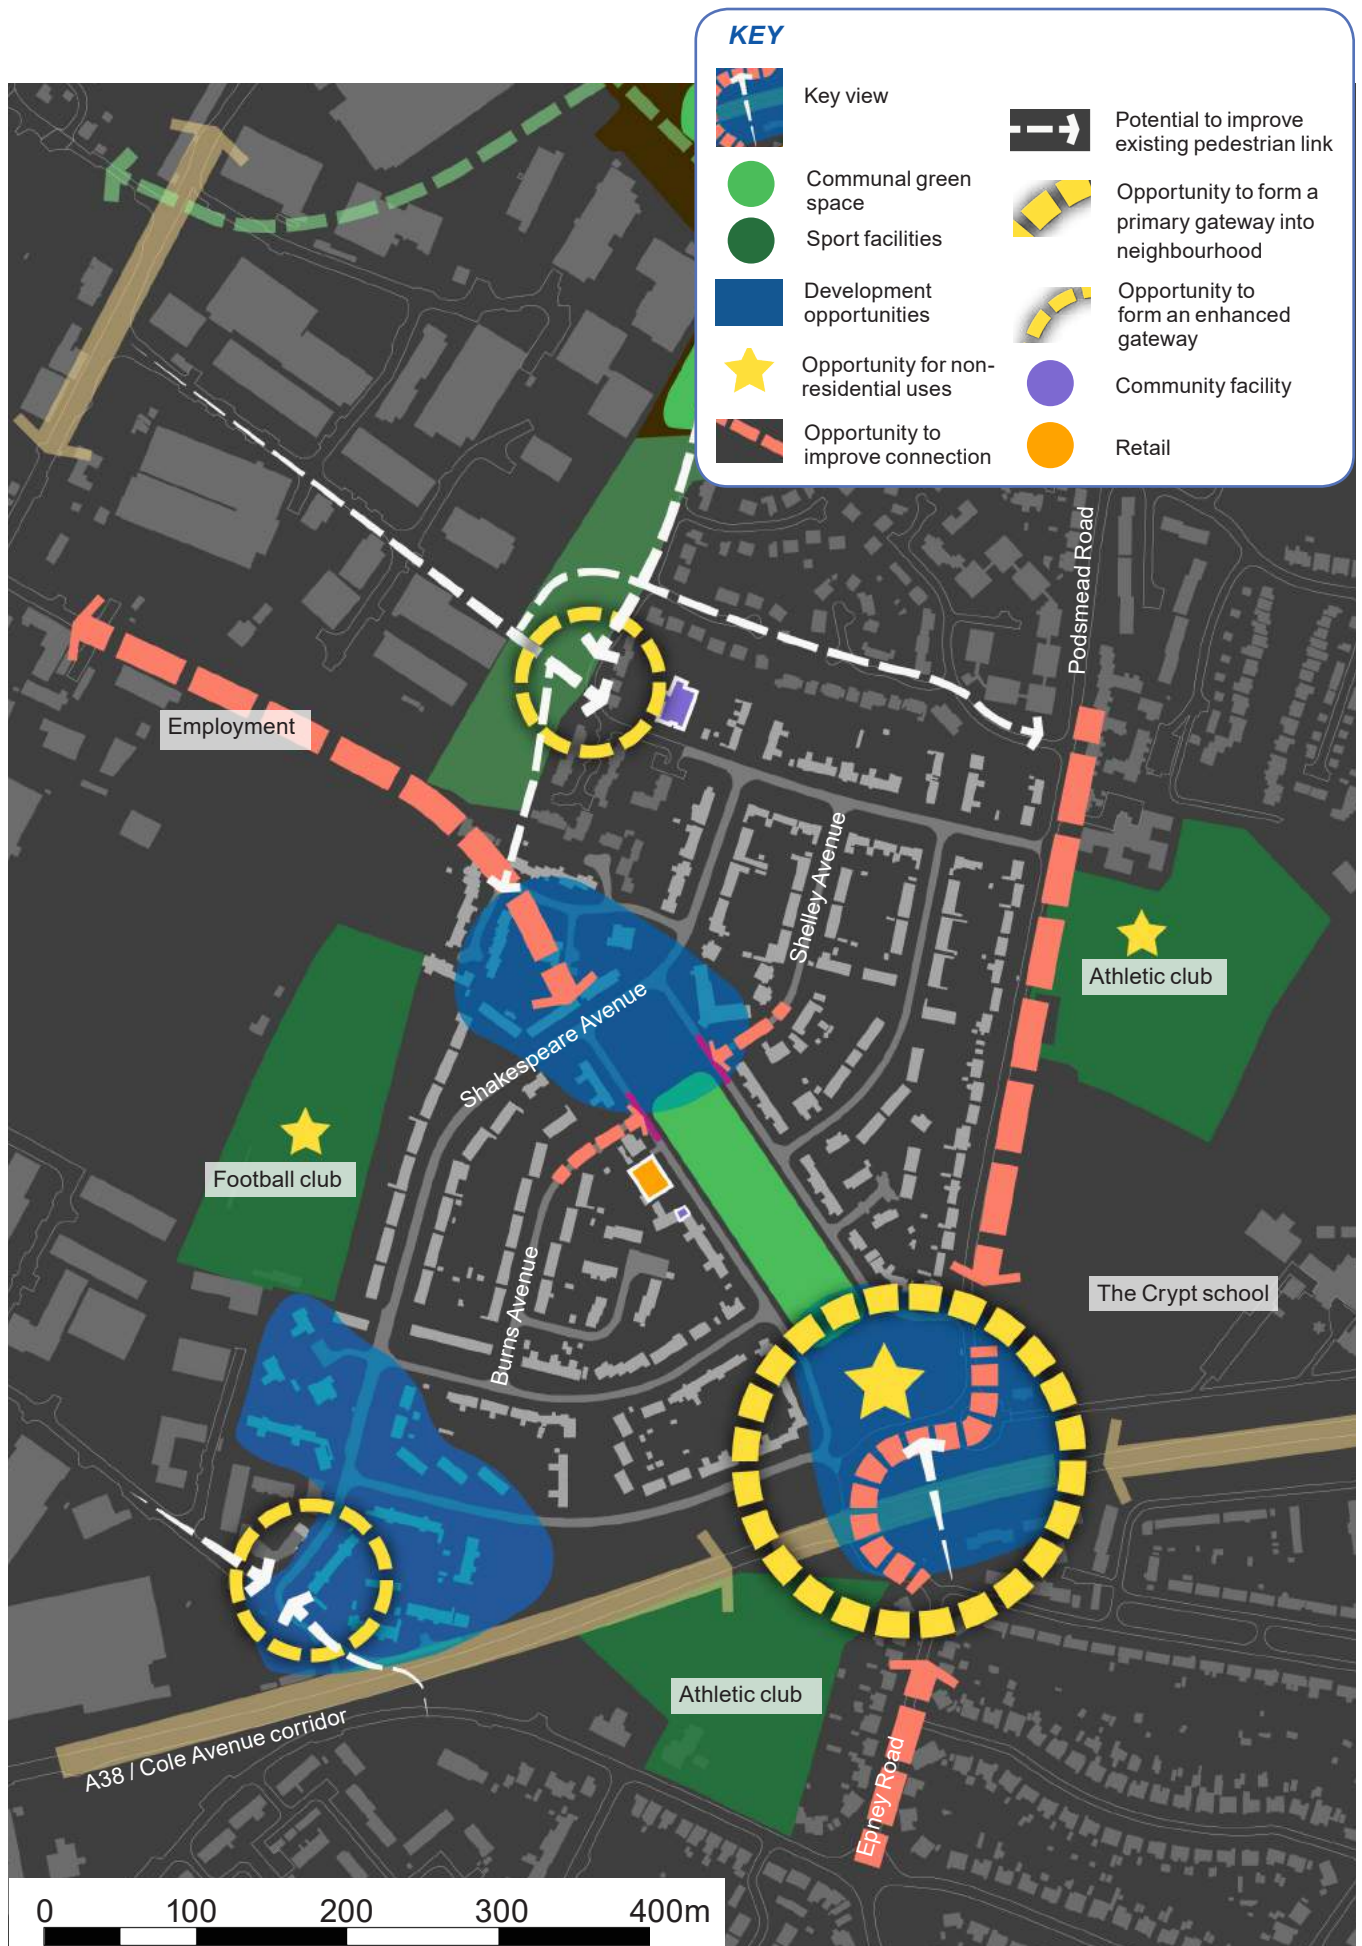 KEY
Key view
Communal green
space
Sport facilities
Development
opportunities
Opportunity for non-
residential uses
Opportunity to
improve connection
Potential to improve
existing pedestrian link
Opportunity to form a
primary gateway into
neighbourhood
Opportunity to
form an enhanced
gateway
Community facility
Retail
Podsmead Road
Employment
Shelley Avenue
Athletic club
Shakespeare Avenue
Football club
Burns Avenue
The Crypt school
Athletic club
A38 / Cole Avenue corridor
Epney Road
0 100 200 300 400m